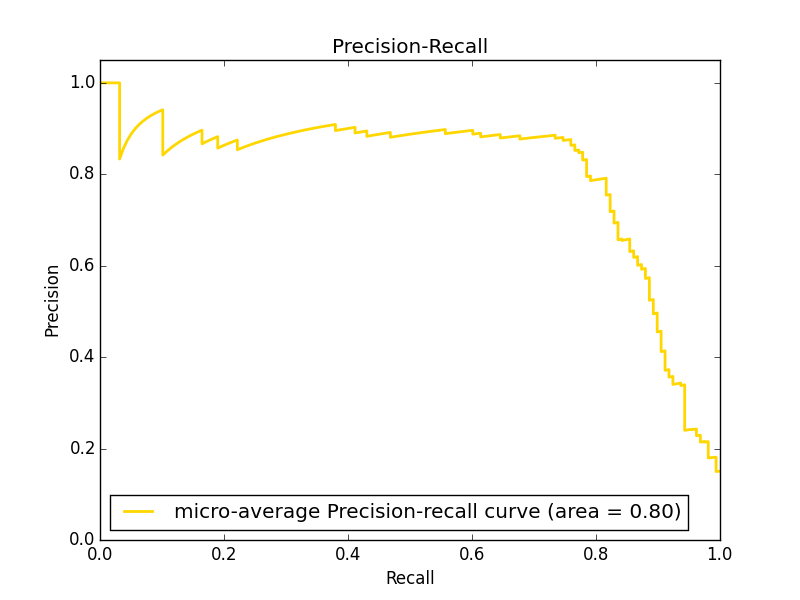 Precision-Recall
1.0
0.8
0.6
0.4
0.2
0.0
Precision
micro-average Precision-recall curve (area = 0.80)
0.0 0.2 0.4 0.6 0.8 1.0
Recall